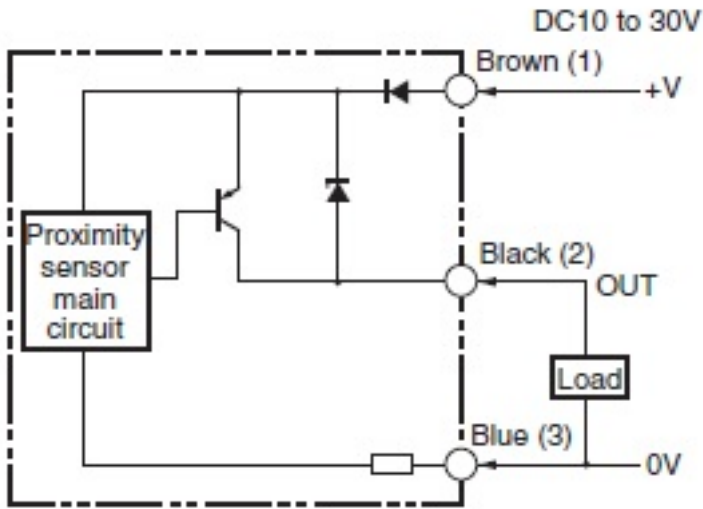 DC10 to 30V
Brown (1)
+V
Proximity
sensor
main
circuit
Black (2)
OUT
Load
Blue (3)
0V